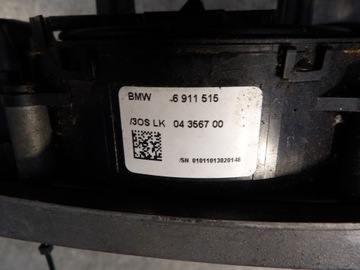 BMW 6 911 515
/3OS LK 04 3567 00
/SN 01011013020148